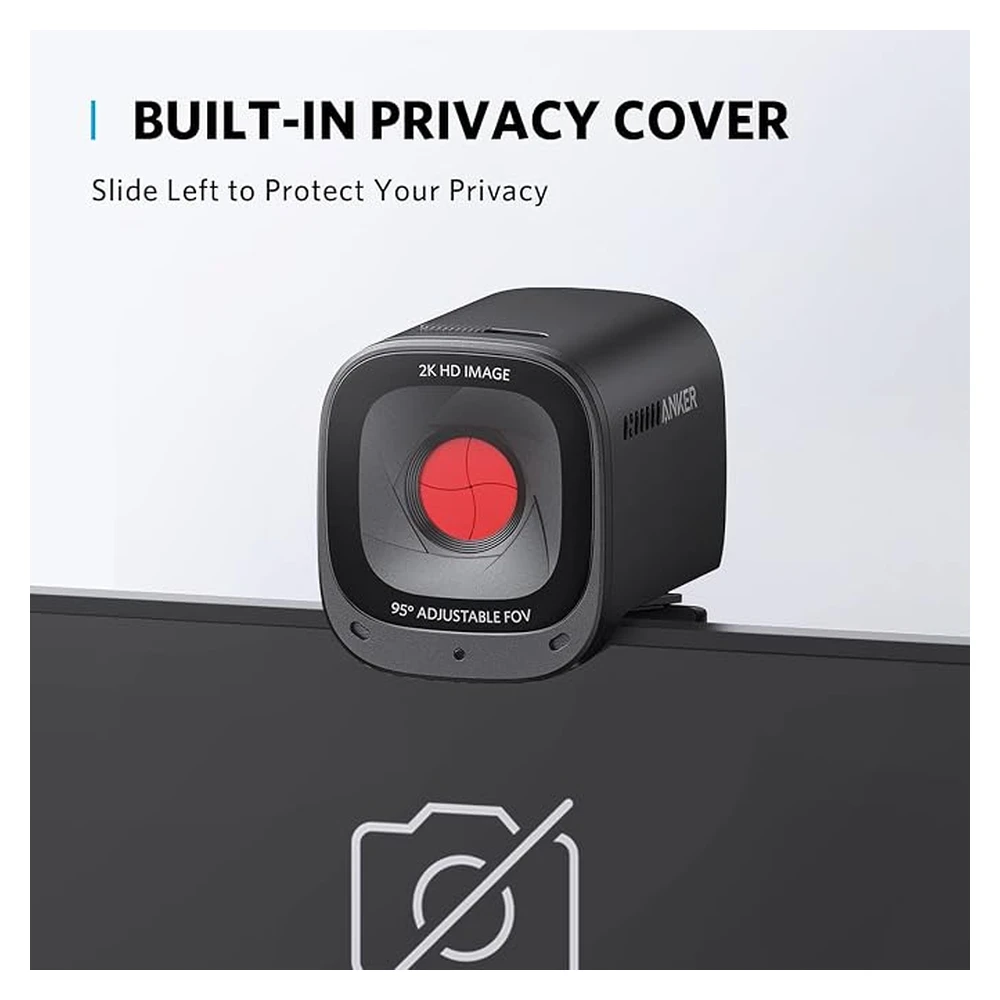 BUILT-IN PRIVACY COVER
Slide Left to Protect Your Privacy
2K HD IMAGE
ANKER
95° ADJUSTABLE FOV